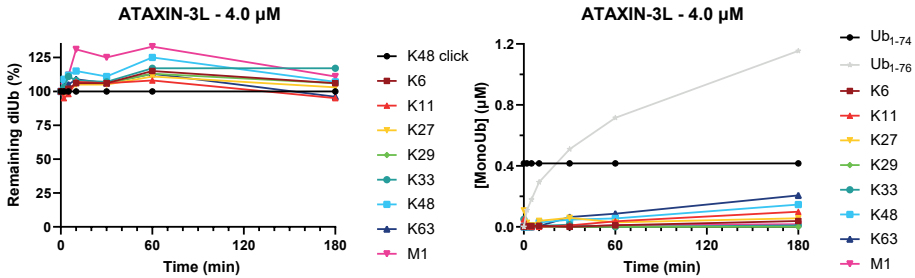 ATAXIN-3L - 4.0 µM
Remaining diUb (%)
125
100
75
50
25
0
0
60
120
180
Time (min)
K48 click
K6
K11
K27
K29
K33
K48
K63
M1
ATAXIN-3L - 4.0 µM
[MonoUb] (µM)
1.2
0.8
0.4
0.0
0
60
120
180
Time (min)
Ub1-74
Ub1-76
K6
K11
K27
K29
K33
K48
K63
M1